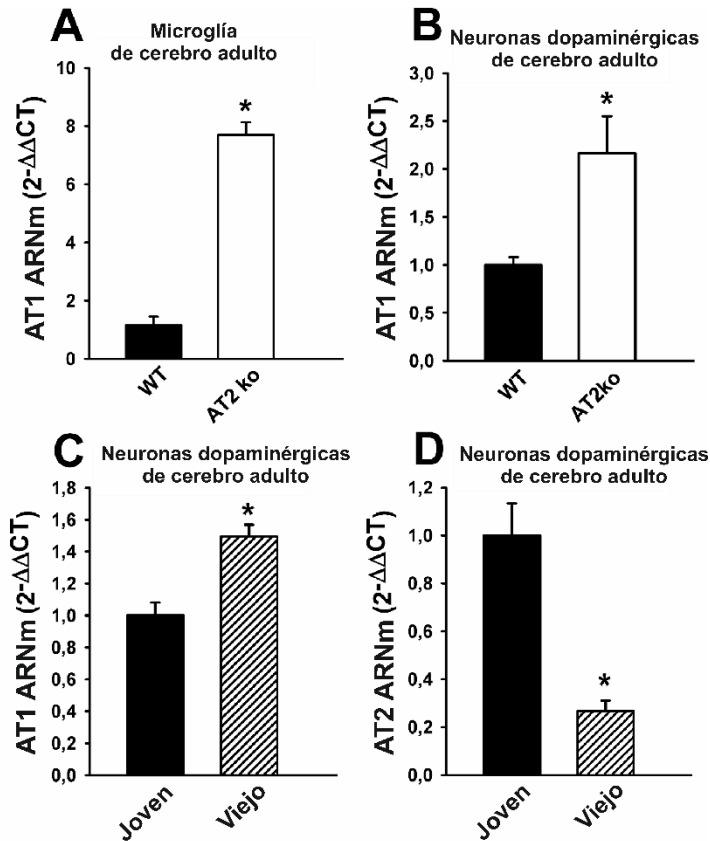 A
Microglía
de cerebro adulto
AT1 ARNm (2-ΔΔCT)
10
8
6
4
2
0
*
WT
AT2 ko
B
Neuronas dopaminérgicas
de cerebro adulto
AT1 ARNm (2-ΔΔCT)
3,0
2,5
2,0
1,5
1,0
0,5
0,0
*
WT
AT2ko
C
Neuronas dopaminérgicas
de cerebro adulto
AT1 ARNm (2-ΔΔCT)
1,8
1,6
1,4
1,2
1,0
0,8
0,6
0,4
0,2
0,0
*
Joven
Viejo
D
Neuronas dopaminérgicas
de cerebro adulto
AT2 ARNm (2-ΔΔCT)
1,2
1,0
0,8
0,6
0,4
0,2
0,0
*
Joven
Viejo